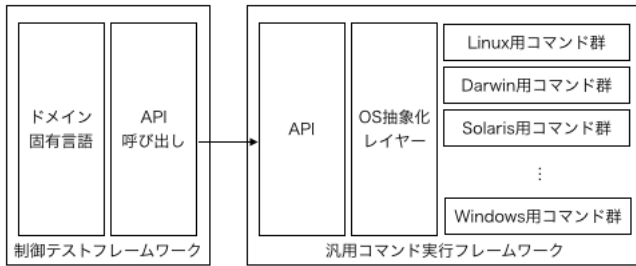 ドメイン
固有言語
API
呼び出し
制御テストフレームワーク
API
OS抽象化
レイヤー
Linux用コマンド群
Darwin用コマンド群
Solaris用コマンド群
⋮
Windows用コマンド群
汎用コマンド実行フレームワーク